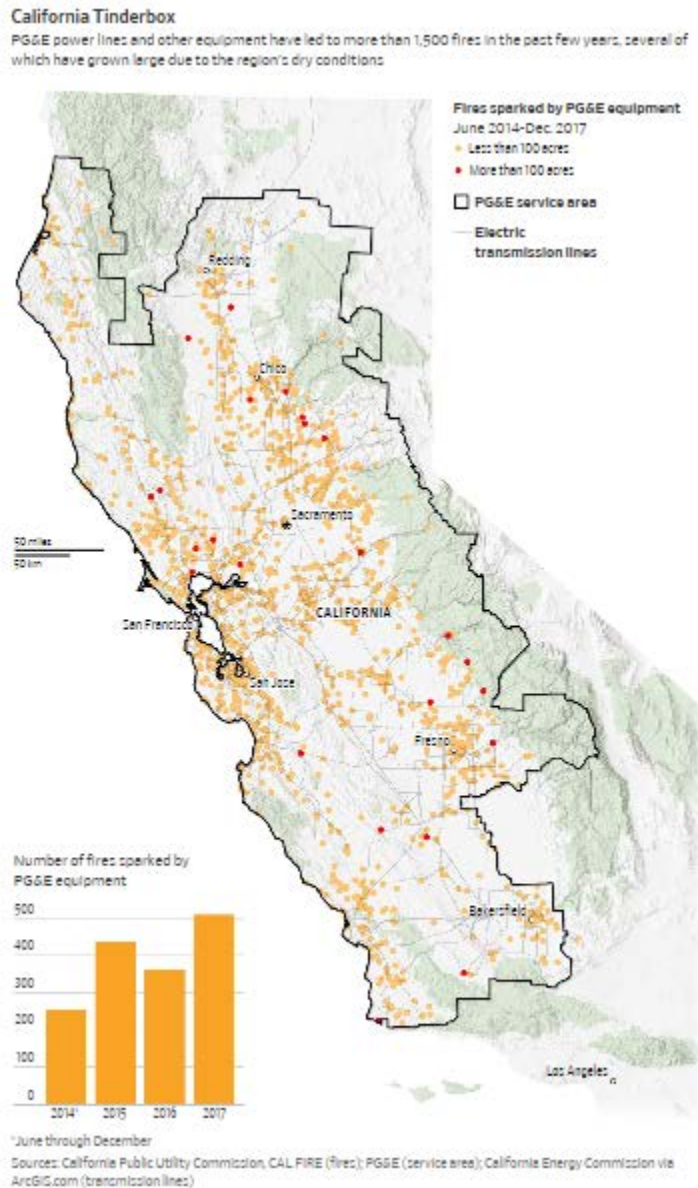 California Tinderbox
PG&E power lines and other equipment have led to more than 1,500 fires in the past few years, several of
which have grown large due to the region's dry conditions
Fires sparked by PG&E equipment
June 2014-Dec. 2017
Less than 100 acres
More than 100 acres
PG&E service area
Electric
transmission lines
Redding
Chico
Sacramento
50 miles
50 km
CALIFORNIA
San Francisco
San Jose
Fresno
Number of fires sparked by
PG&E equipment
500
400
300
200
100
0
2014*
2015
2016
2017
Bakersfield
Los Angeles
*June through December
Sources: California Public Utility Commission, CAL FIRE (fires); PG&E (service area); California Energy Commission via
ArcGIS.com (transmission lines)